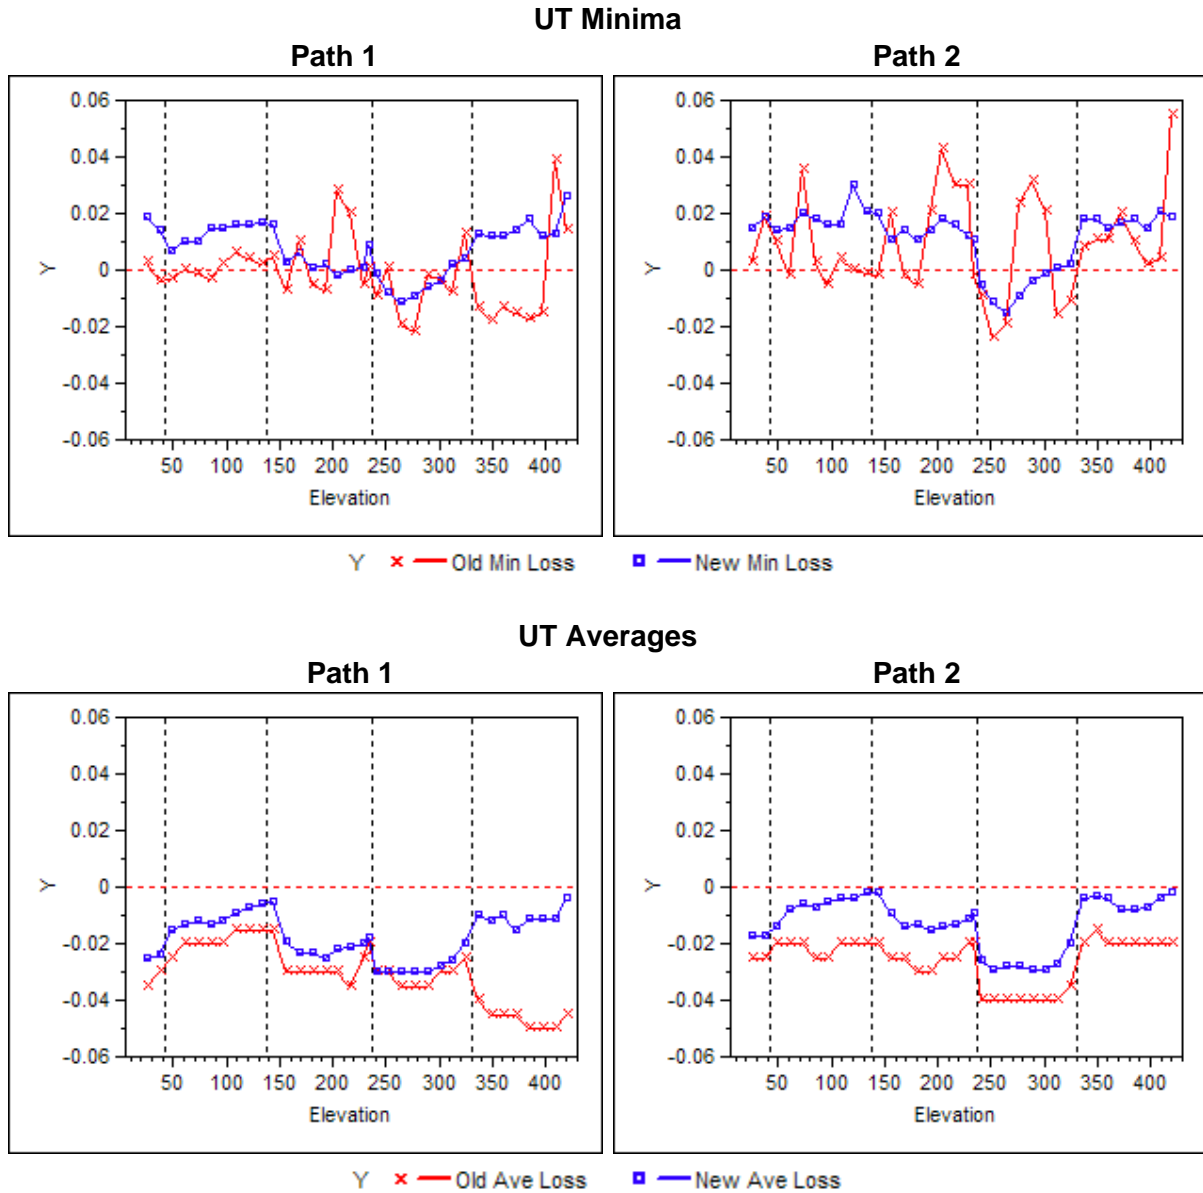 UT Minima
Path 1 Path 2
0.06 0.06
0.04 0.04
0.02 0.02
Y 0 Y 0
-0.02 -0.02
-0.04 -0.04
-0.06 -0.06
50 100 150 200 250 300 350 400 50 100 150 200 250 300 350 400
Elevation Elevation
Y Old Min Loss New Min Loss
UT Averages
Path 1 Path 2
0.06 0.06
0.04 0.04
0.02 0.02
Y 0 Y 0
-0.02 -0.02
-0.04 -0.04
-0.06 -0.06
50 100 150 200 250 300 350 400 50 100 150 200 250 300 350 400
Elevation Elevation
Y Old Ave Loss New Ave Loss